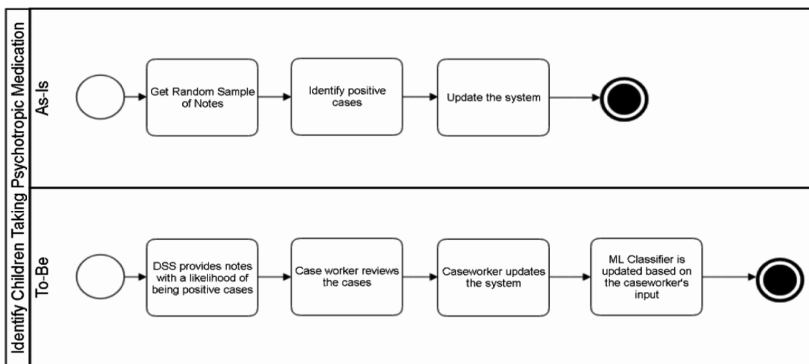 Identify Children Taking Psychotropic Medication
As-Is
Get Random Sample
of Notes
Identify positive
cases
Update the system
To-Be
DSS provides notes
with a likelihood of
being positive cases
Case worker reviews
the cases
Caseworker updates
the system
ML Classifier is
updated based on
the caseworker's
input